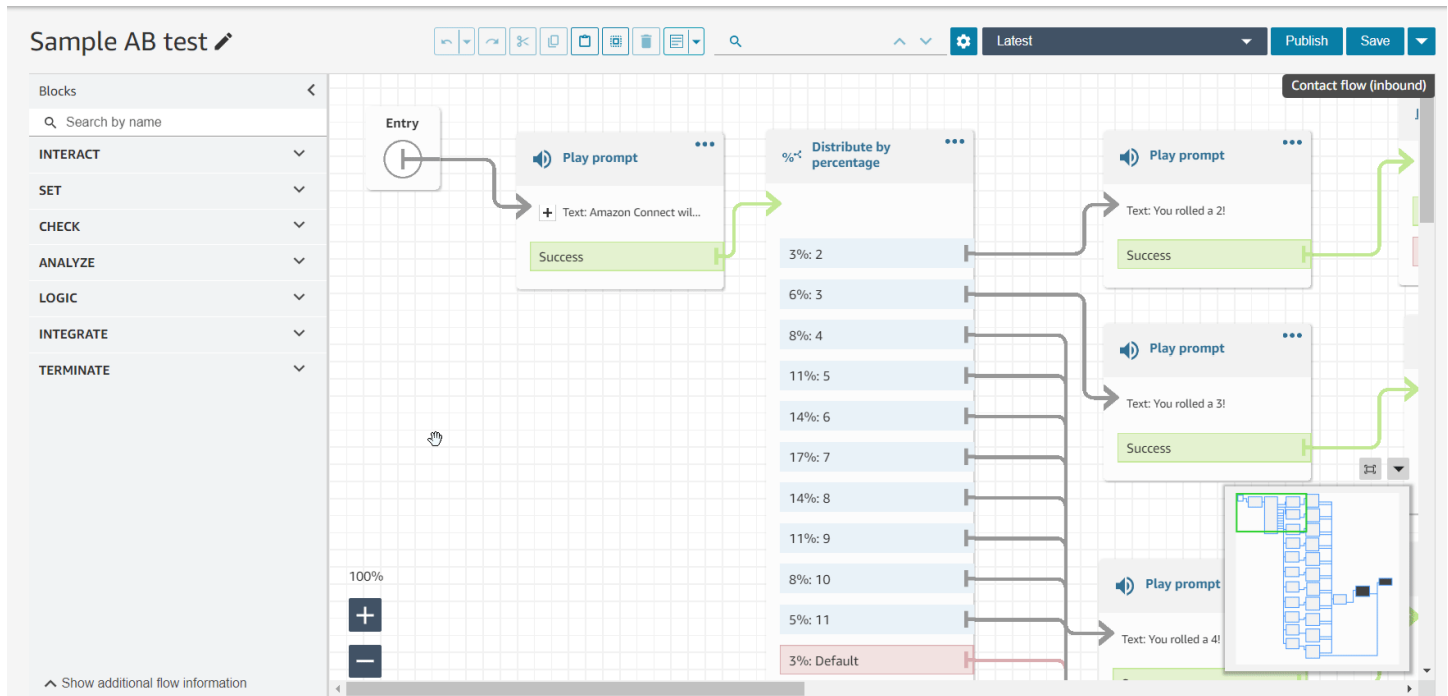 Sample AB test
Latest
Publish
Save
Contact flow (inbound)
Blocks
Search by name
INTERACT
SET
CHECK
ANALYZE
LOGIC
INTEGRATE
TERMINATE
Show additional flow information
Entry
Play prompt
Text: Amazon Connect wil...
Success
Distribute by
percentage
3%: 2
6%: 3
8%: 4
11%: 5
14%: 6
17%: 7
14%: 8
11%: 9
8%: 10
5%: 11
3%: Default
Play prompt
Text: You rolled a 2!
Success
Play prompt
Text: You rolled a 3!
Success
Play prompt
Text: You rolled a 4!
100%